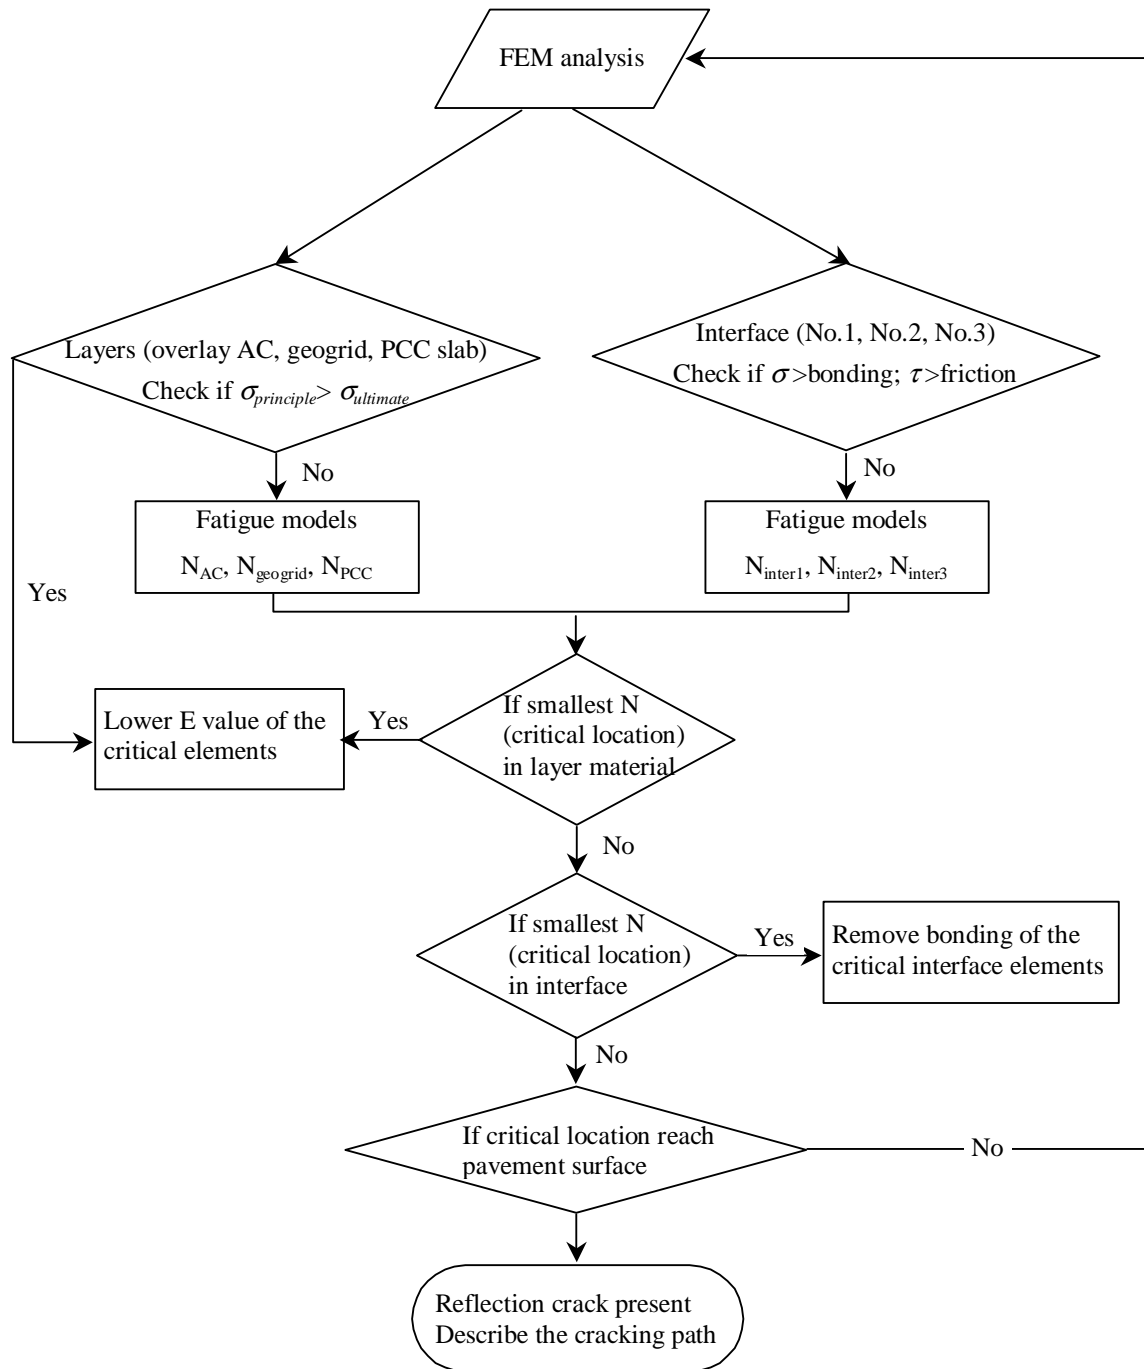 FEM analysis
Layers (overlay AC, geogrid, PCC slab)
Check if σprinciple> σultimate
Interface (No.1, No.2, No.3)
Check if σ>bonding; τ>friction
No
No
Fatigue models
NAC, Ngeogrid, NPCC
Fatigue models
Ninter1, Ninter2, Ninter3
Yes
Lower E value of the
critical elements
Yes
If smallest N
(critical location)
in layer material
No
If smallest N
(critical location)
in interface
Yes
Remove bonding of the
critical interface elements
No
If critical location reach
pavement surface
No
Reflection crack present
Describe the cracking path